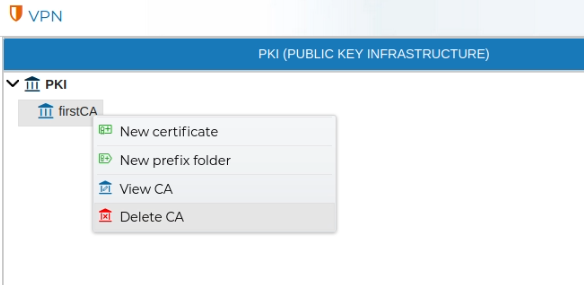 VPN
PKI (PUBLIC KEY INFRASTRUCTURE)
PKI
firstCA
New certificate
New prefix folder
View CA
Delete CA